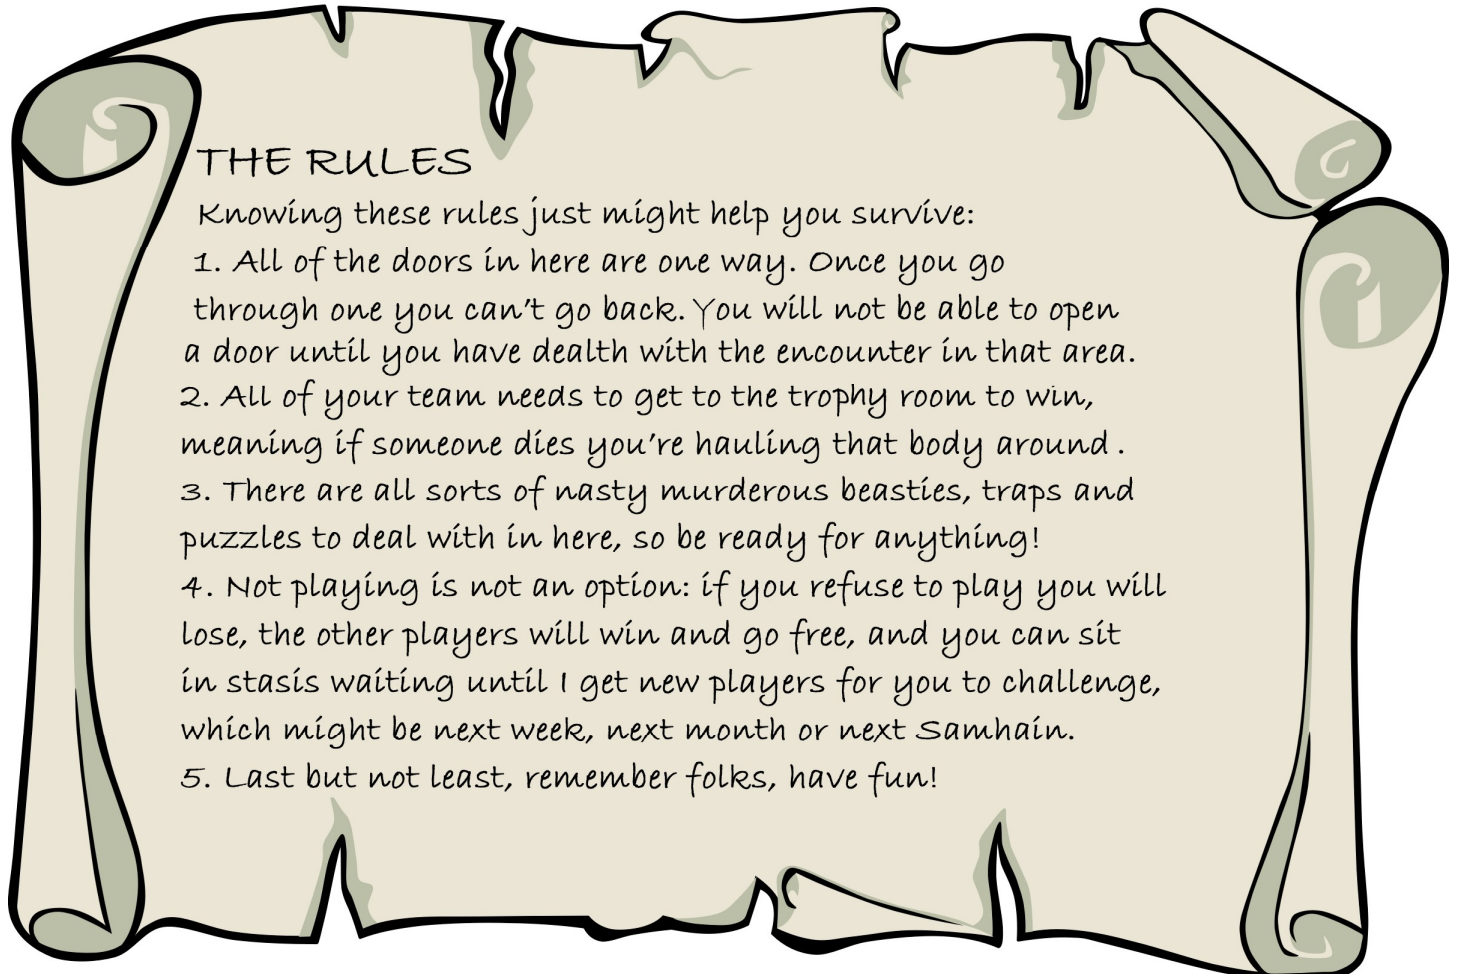 THE RULES
Knowing these rules just might help you survive:
1. All of the doors in here are one way. Once you go
through one you can't go back. You will not be able to open
a door until you have dealth with the encounter in that area.
2. All of your team needs to get to the trophy room to win,
meaning if someone dies you're hauling that body around .
3. There are all sorts of nasty murderous beasties, traps and
puzzles to deal with in here, so be ready for anything!
4. Not playing is not an option: if you refuse to play you will
lose, the other players will win and go free, and you can sit
in stasis waiting until I get new players for you to challenge,
which might be next week, next month or next Samhain.
5. Last but not least, remember folks, have fun!